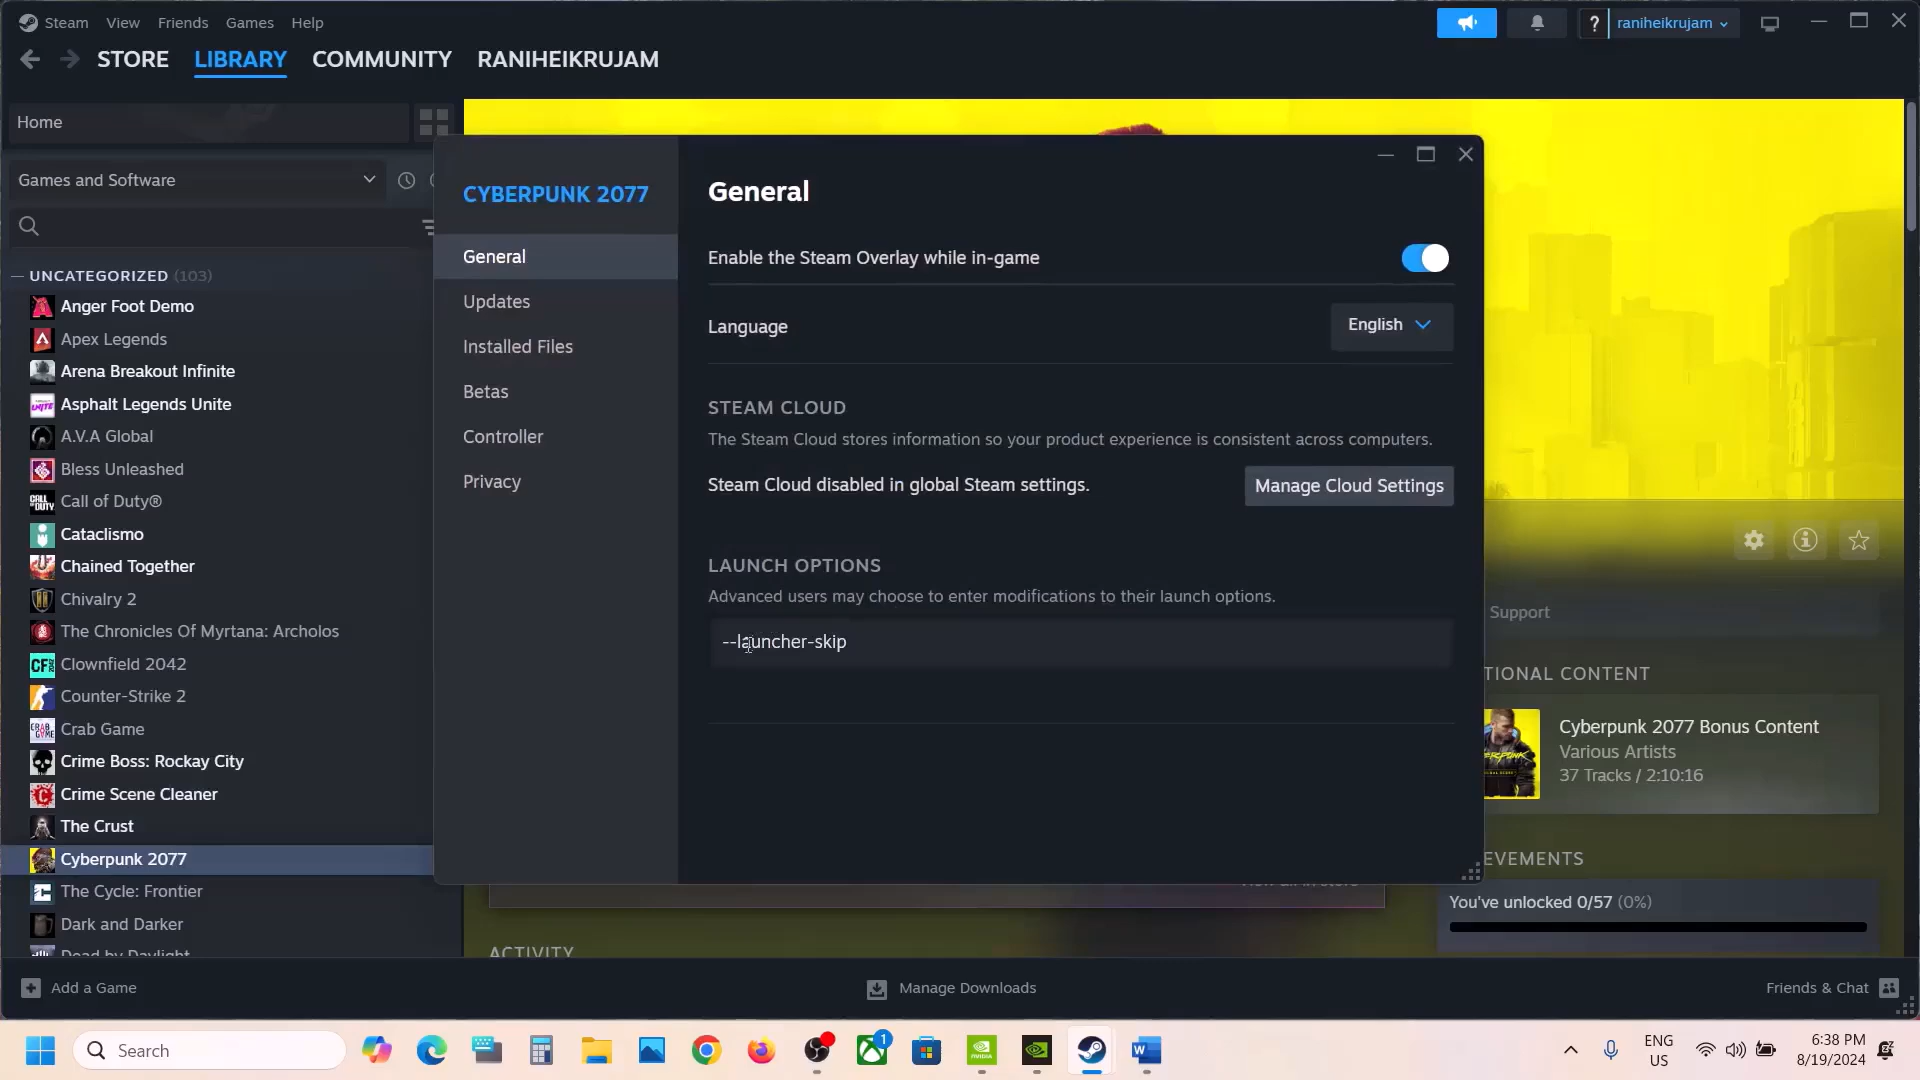 Steam View Friends Games Help
? raniheikrujam
STORE LIBRARY COMMUNITY RANIHEIKRUJAM
Home
Games and Software
UNCATEGORIZED (103)
Anger Foot Demo
Apex Legends
Arena Breakout Infinite
Asphalt Legends Unite
A.V.A Global
Bless Unleashed
Call of Duty®
Cataclismo
Chained Together
Chivalry 2
The Chronicles Of Myrtana: Archolos
Clownfield 2042
Counter-Strike 2
Crab Game
Crime Boss: Rockay City
Crime Scene Cleaner
The Crust
Cyberpunk 2077
The Cycle: Frontier
Dark and Darker
Dead by Daylight
CYBERPUNK 2077
General
Updates
Installed Files
Betas
Controller
Privacy
General
Enable the Steam Overlay while in-game
Language
English
STEAM CLOUD
The Steam Cloud stores information so your product experience is consistent across computers.
Steam Cloud disabled in global Steam settings.
Manage Cloud Settings
LAUNCH OPTIONS
Advanced users may choose to enter modifications to their launch options.
--launcher-skip
Support
TIONAL CONTENT
Cyberpunk 2077 Bonus Content
Various Artists
37 Tracks / 2:10:16
EVEMENTS
You've unlocked 0/57 (0%)
ACTIVITY
Add a Game
Manage Downloads
Friends & Chat
Search
1
ENG
US
6:38 PM
8/19/2024